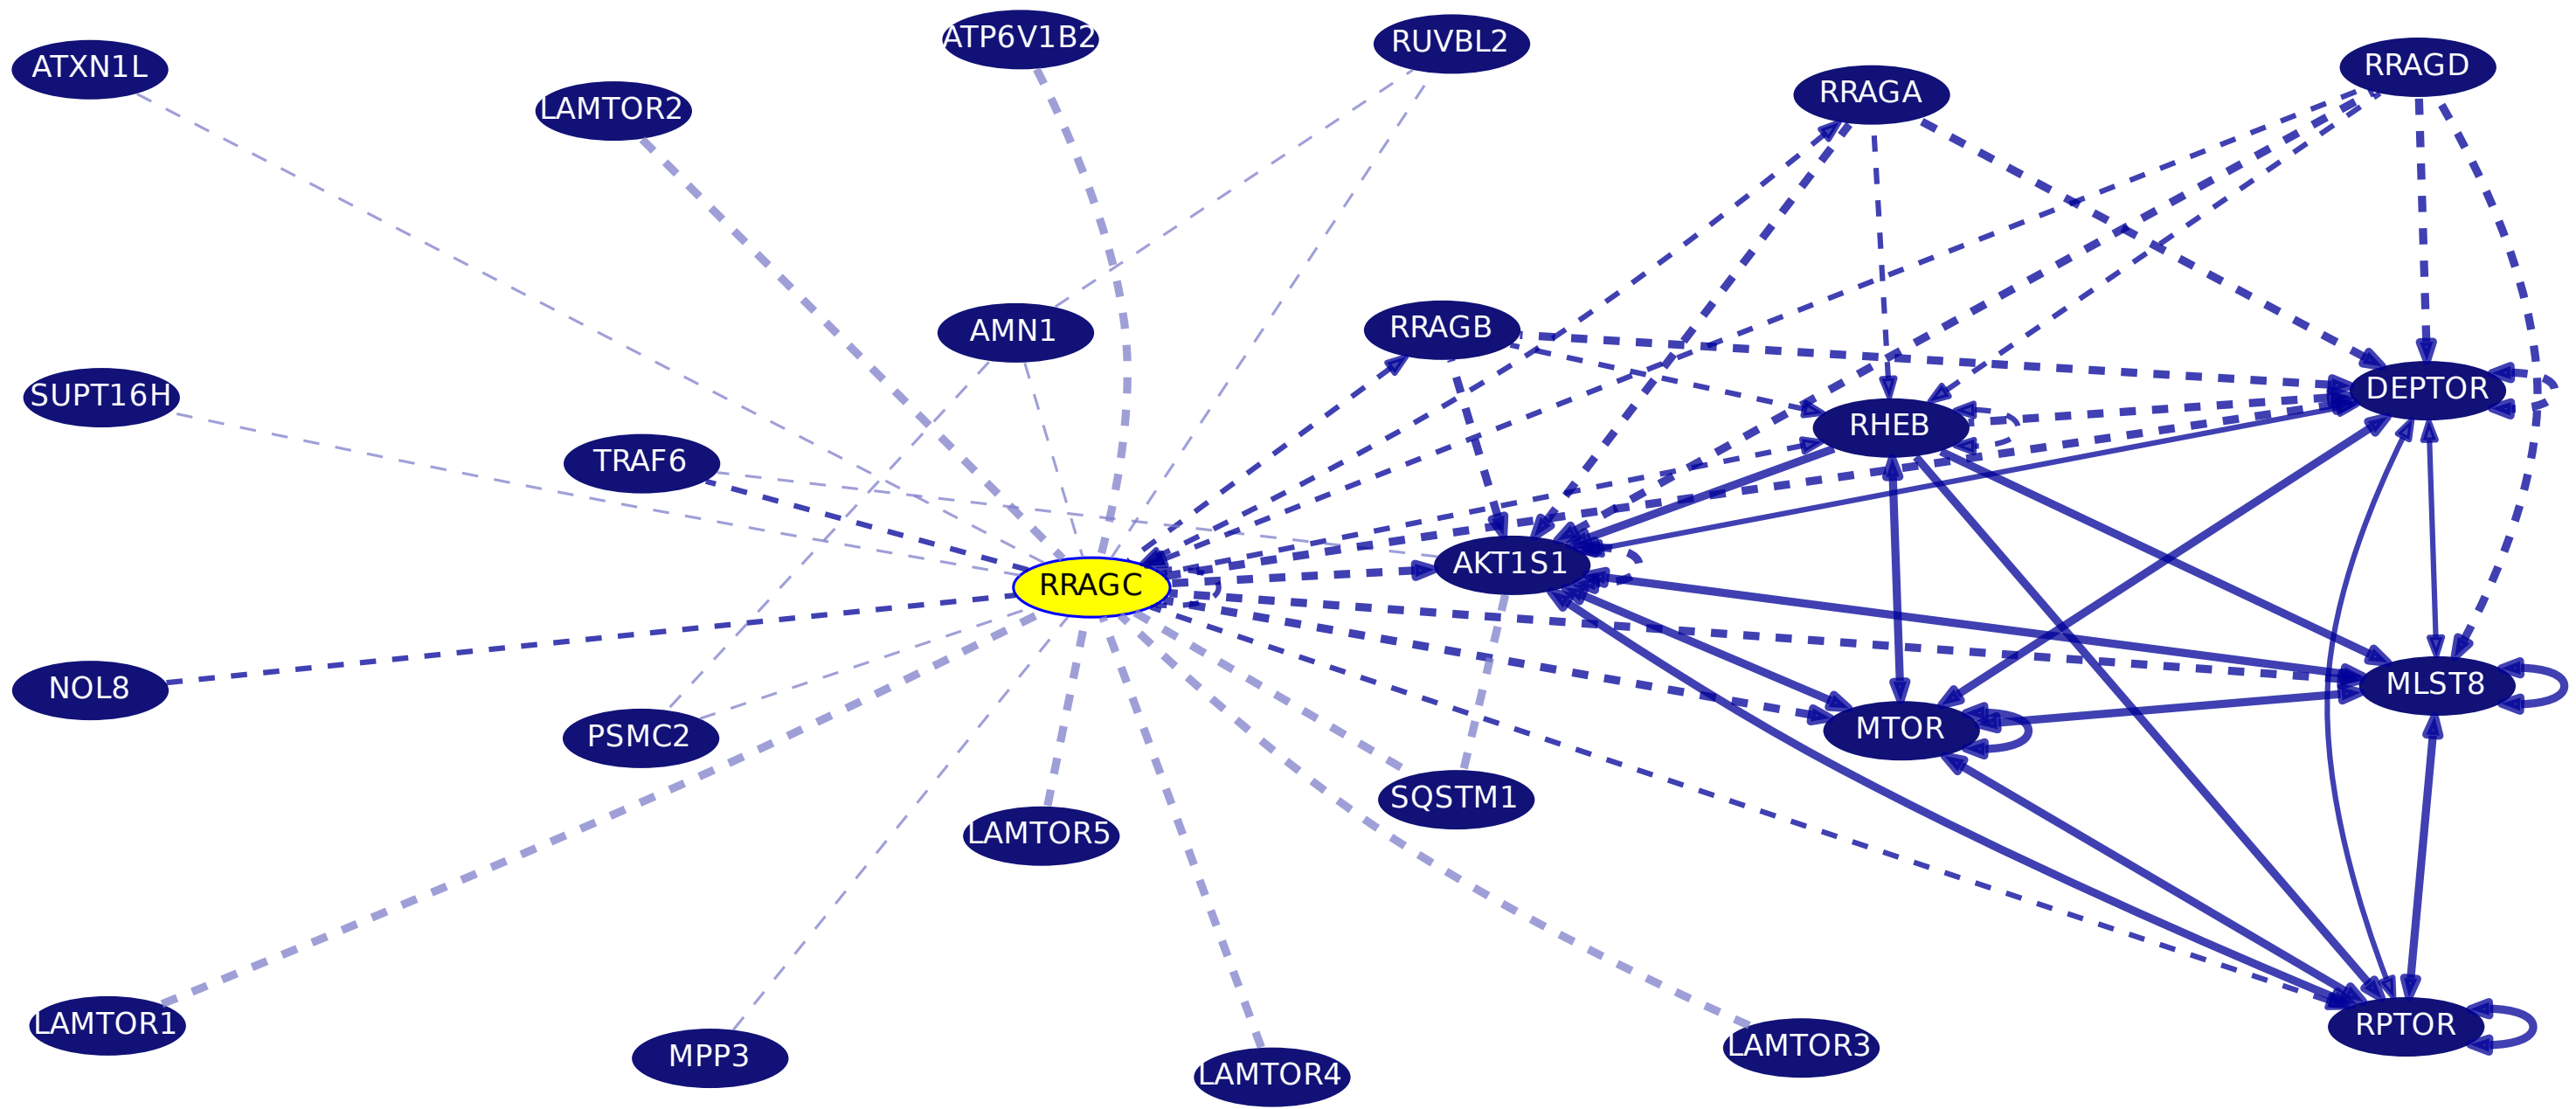 ATP6V1B2
RUVBL2
ATXN1L
RRAGD
RRAGA
LAMTOR2
RRAGB
AMN1
DEPTOR
SUPT16H
RHEB
TRAF6
AKT1S1
RRAGC
NOL8
MLST8
MTOR
PSMC2
SQSTM1
LAMTOR5
LAMTOR1
RPTOR
LAMTOR3
MPP3
LAMTOR4